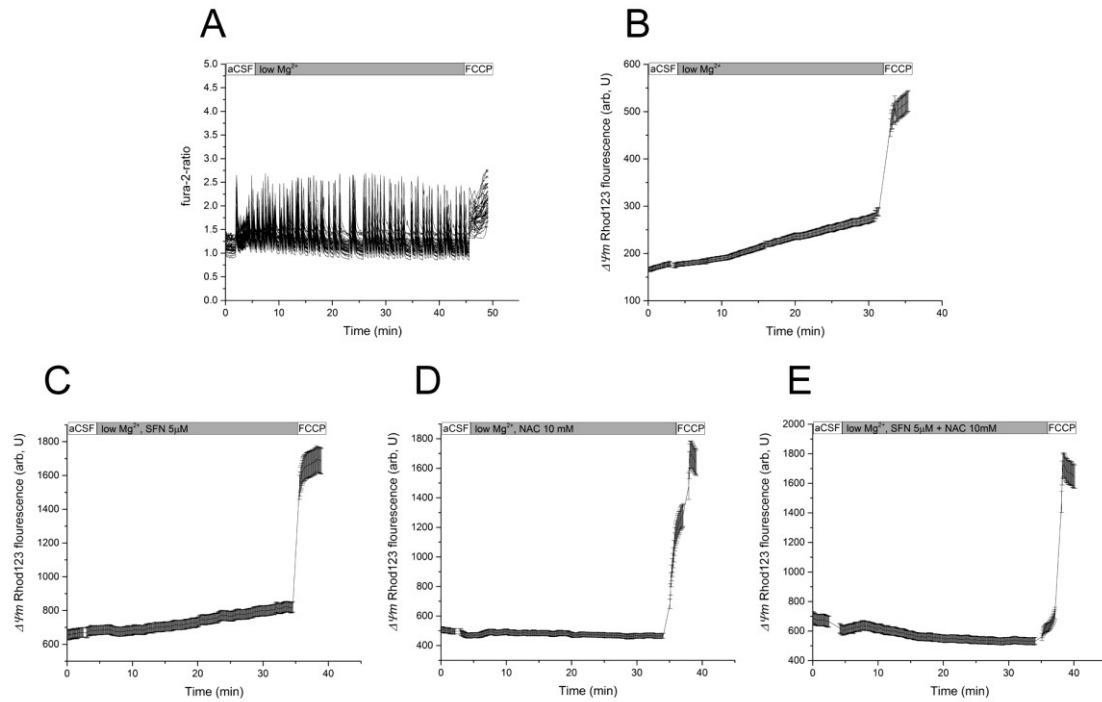 A
aCSF low Mg²⁺ FCCP
5.0
4.5
4.0
3.5
3.0
2.5
2.0
1.5
1.0
0.5
0.0
fura-2-ratio
0 10 20 30 40 50
Time (min)
B
aCSF low Mg²⁺ FCCP
600
500
400
300
200
100
ΔΨm Rhod123 flourescence (arb, U)
0 10 20 30 40
Time (min)
C
aCSF low Mg²⁺, SFN 5µM FCCP
1800
1600
1400
1200
1000
800
600
ΔΨm Rhod123 flourescence (arb, U)
0 10 20 30 40
Time (min)
D
aCSF low Mg²⁺, NAC 10 mM FCCP
1800
1600
1400
1200
1000
800
600
400
ΔΨm Rhod123 flourescence (arb, U)
0 10 20 30 40
Time (min)
E
aCSF low Mg²⁺, SFN 5µM + NAC 10mM FCCP
2000
1800
1600
1400
1200
1000
800
600
400
ΔΨm Rhod123 flourescence (arb, U)
0 10 20 30 40
Time (min)